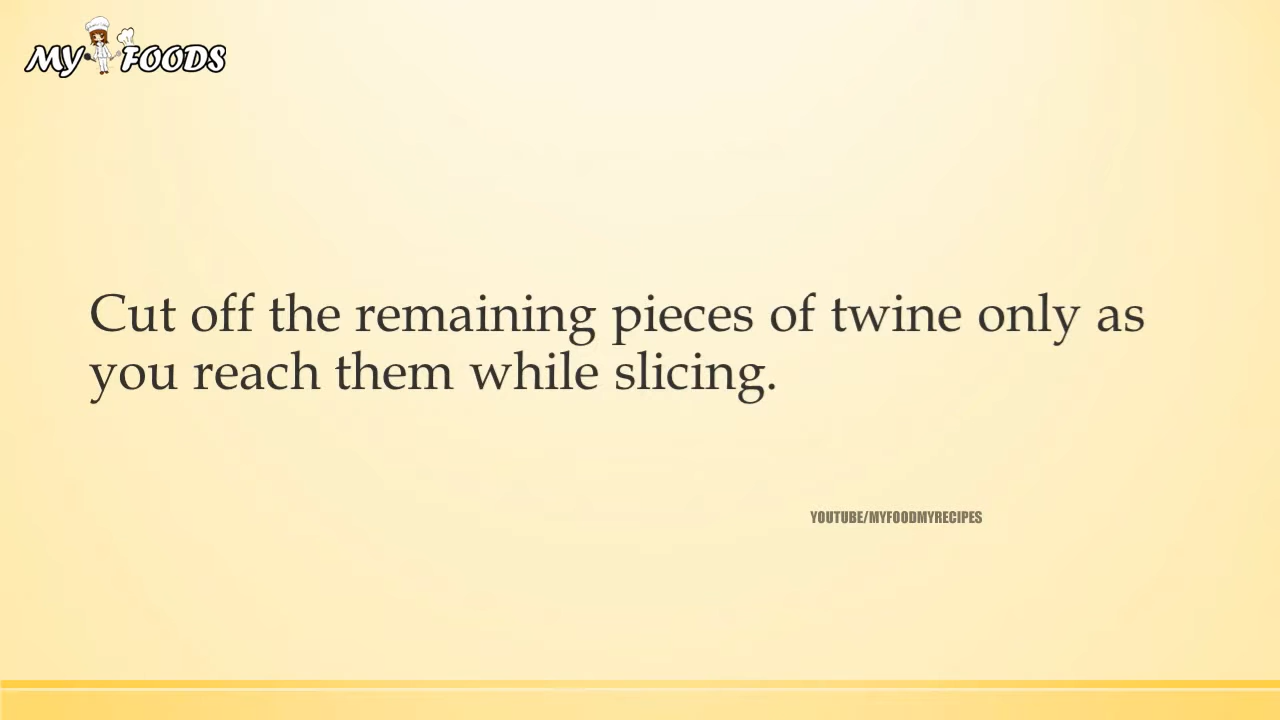 MY FOODS
Cut off the remaining pieces of twine only as
you reach them while slicing.
YOUTUBE/MYFOODMYRECIPES